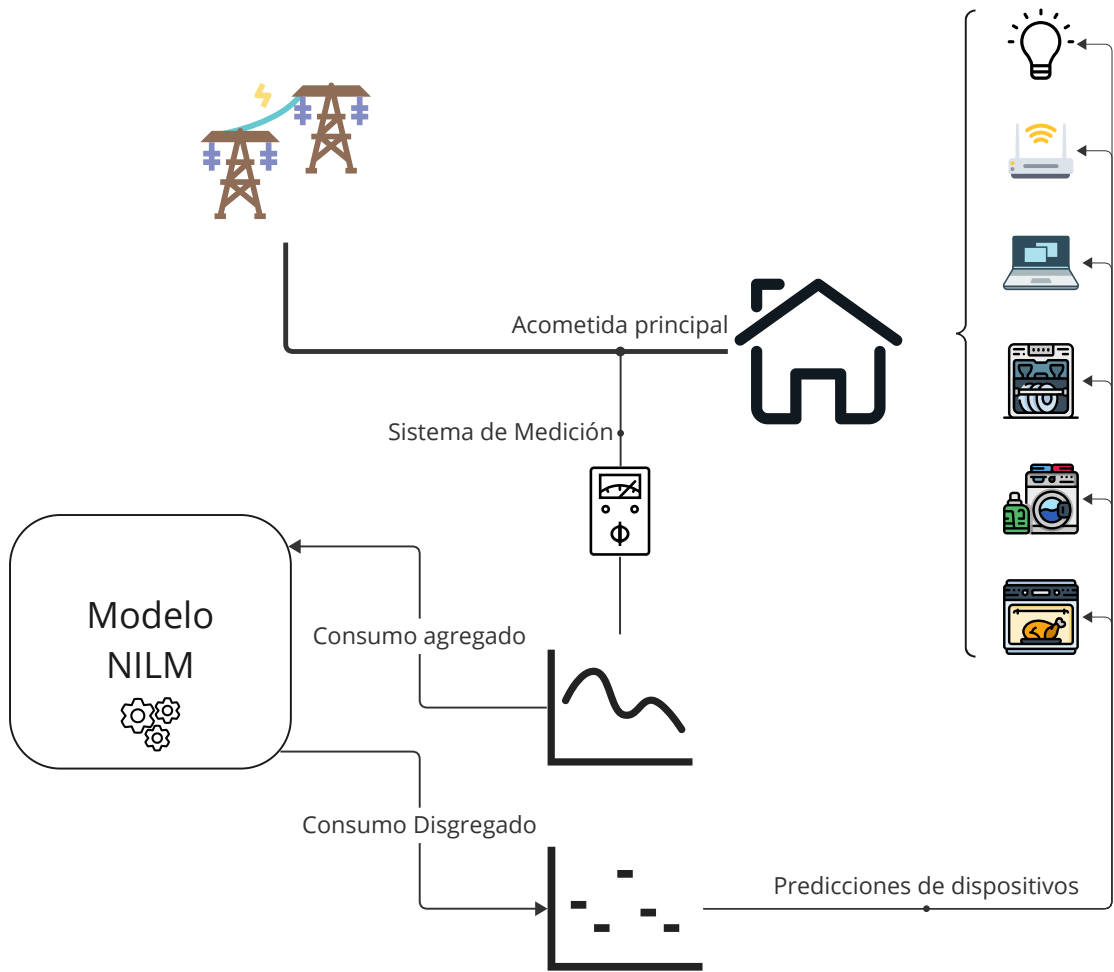 Acometida principal
Sistema de Medición
Modelo
NILM
Consumo agregado
Consumo Disgregado
Predicciones de dispositivos